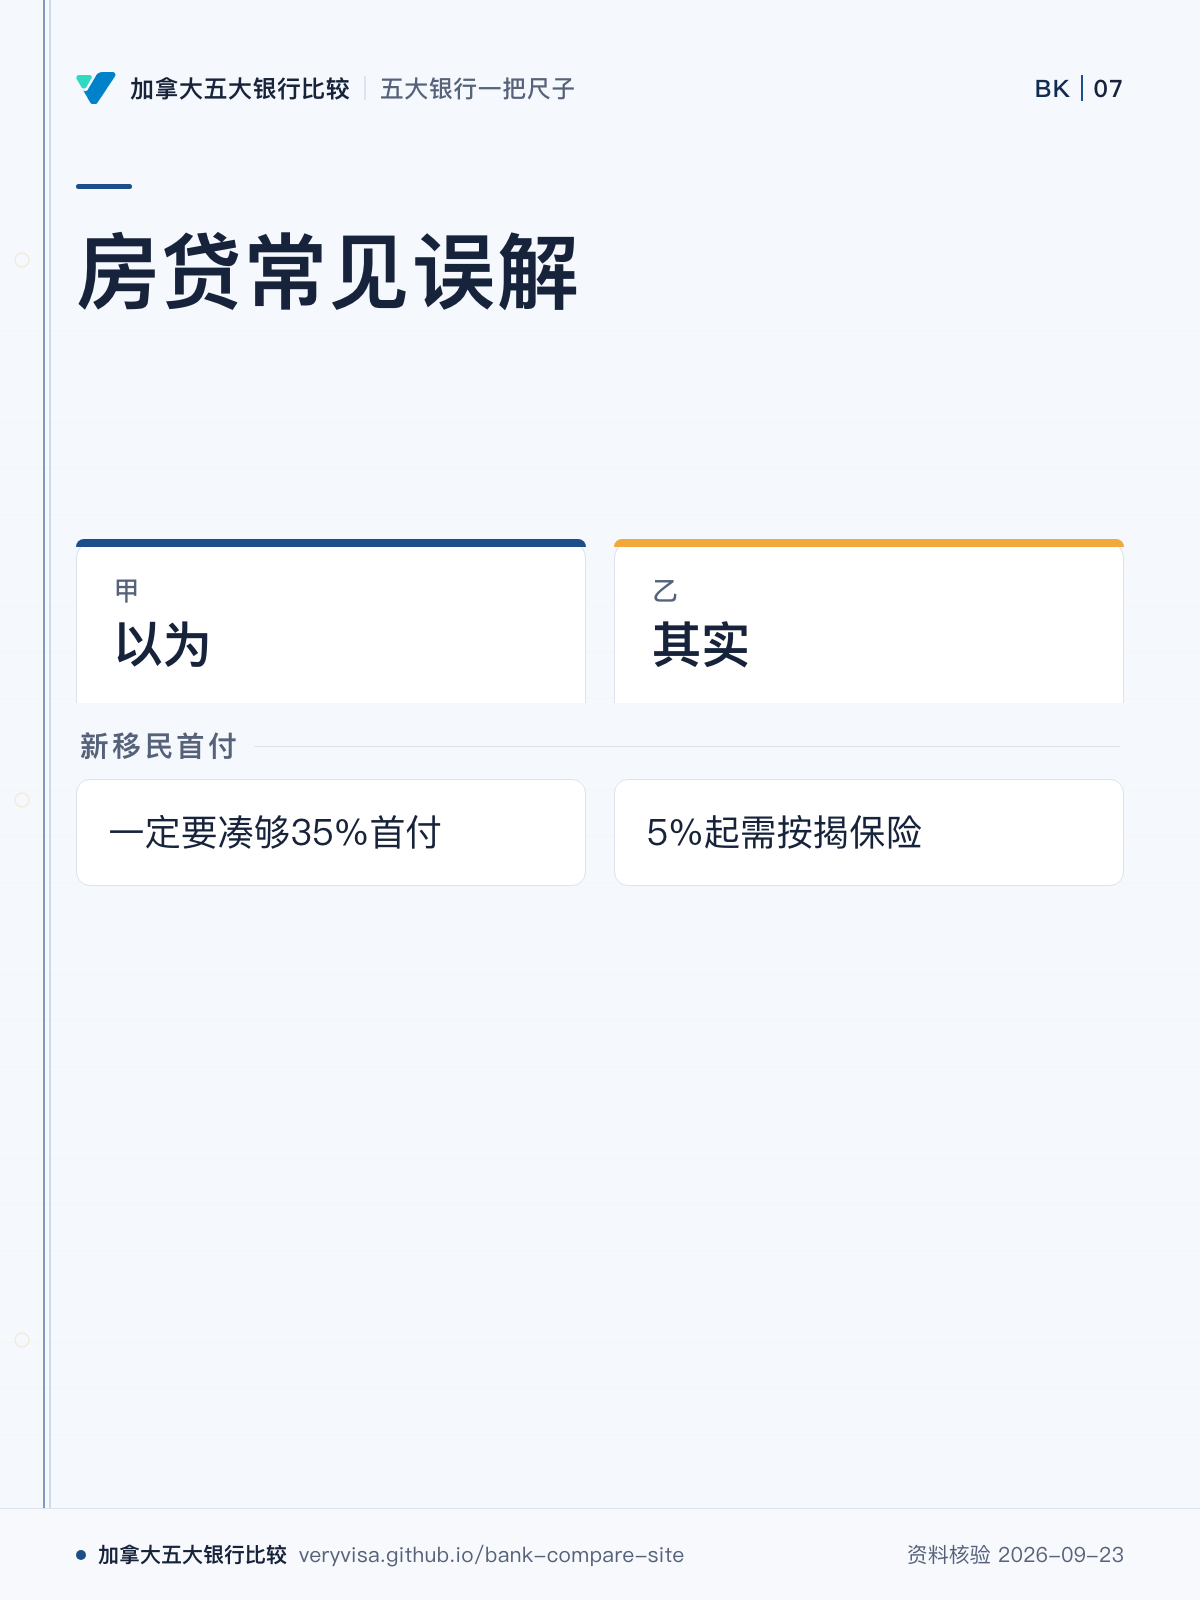 加拿大五大银行比较 五大银行一把尺子
BK 07
房贷常见误解
甲
以为
乙
其实
新移民首付
一定要凑够35%首付
5%起需按揭保险
加拿大五大银行比较 veryvisa.github.io/bank-compare-site
资料核验 2026-09-23